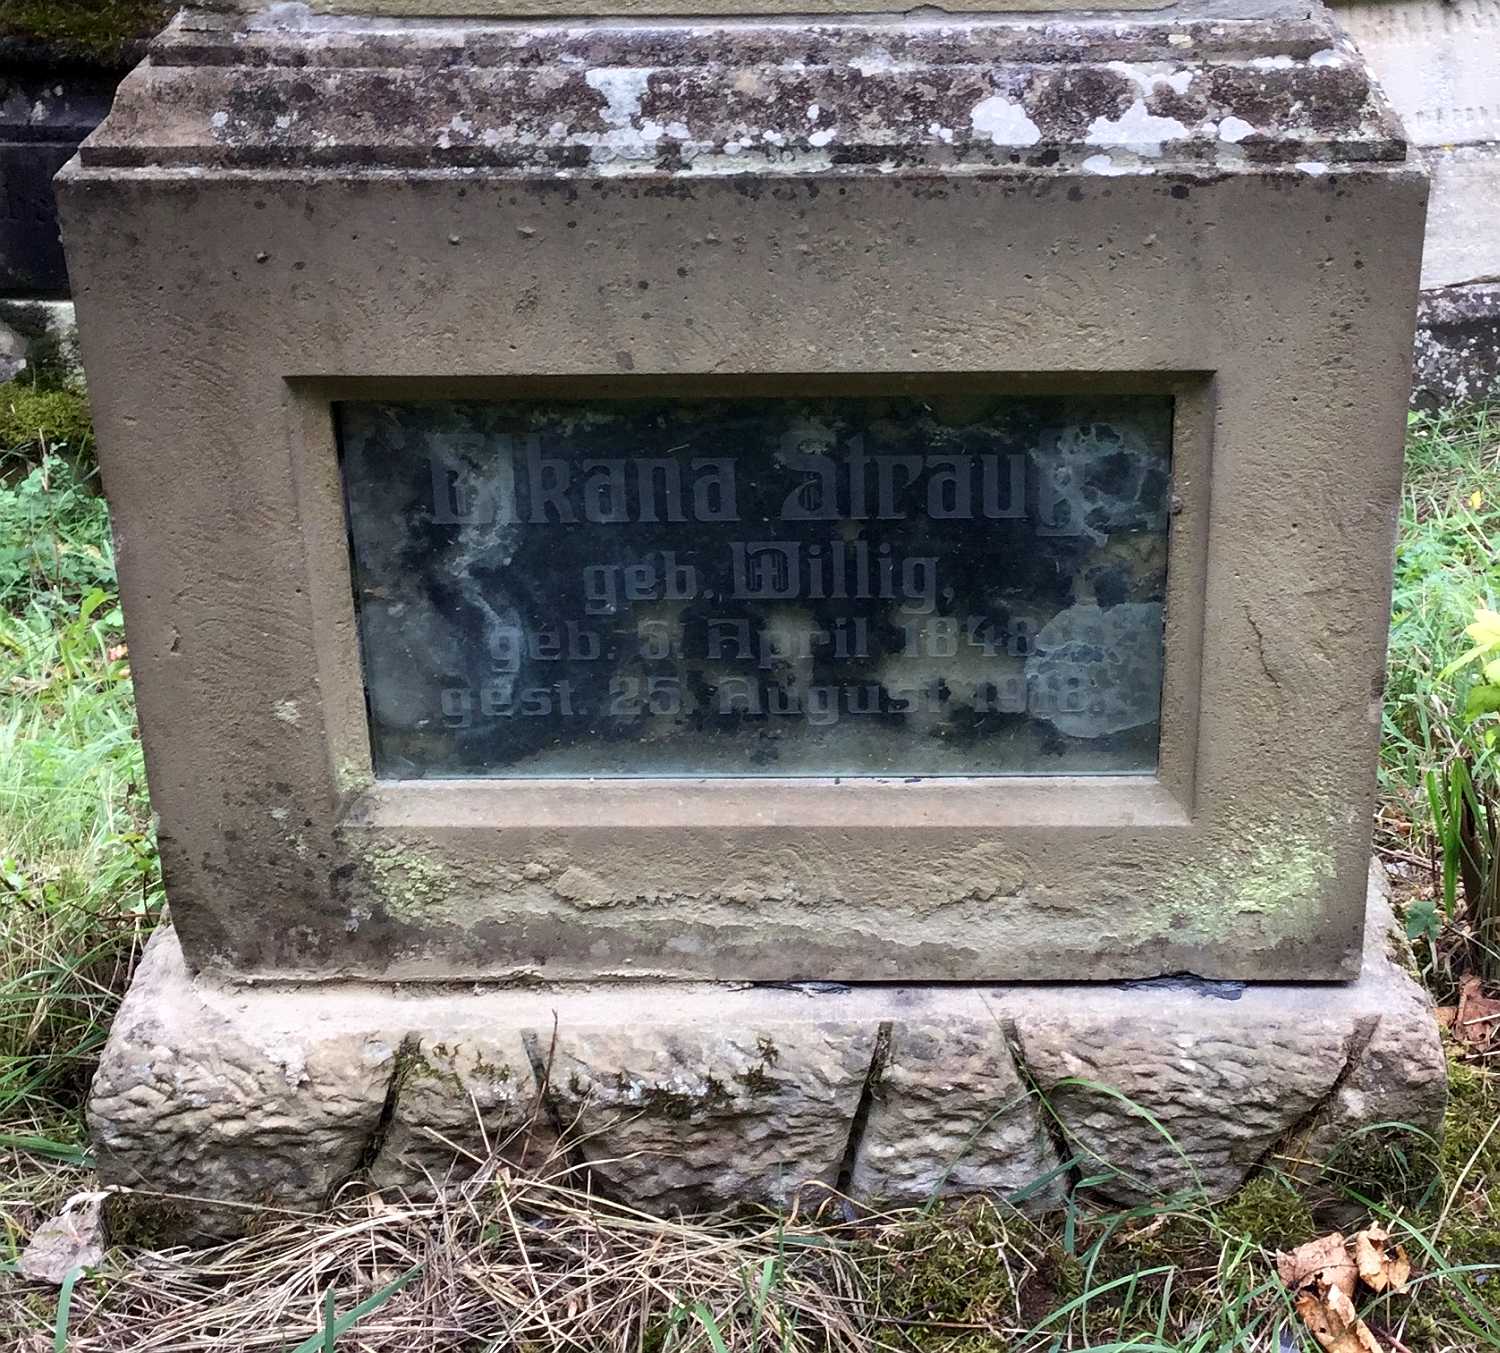 Elkana Strauß
geb. Willig,
geb. 5. April 1848
gest. 25. August 1918.